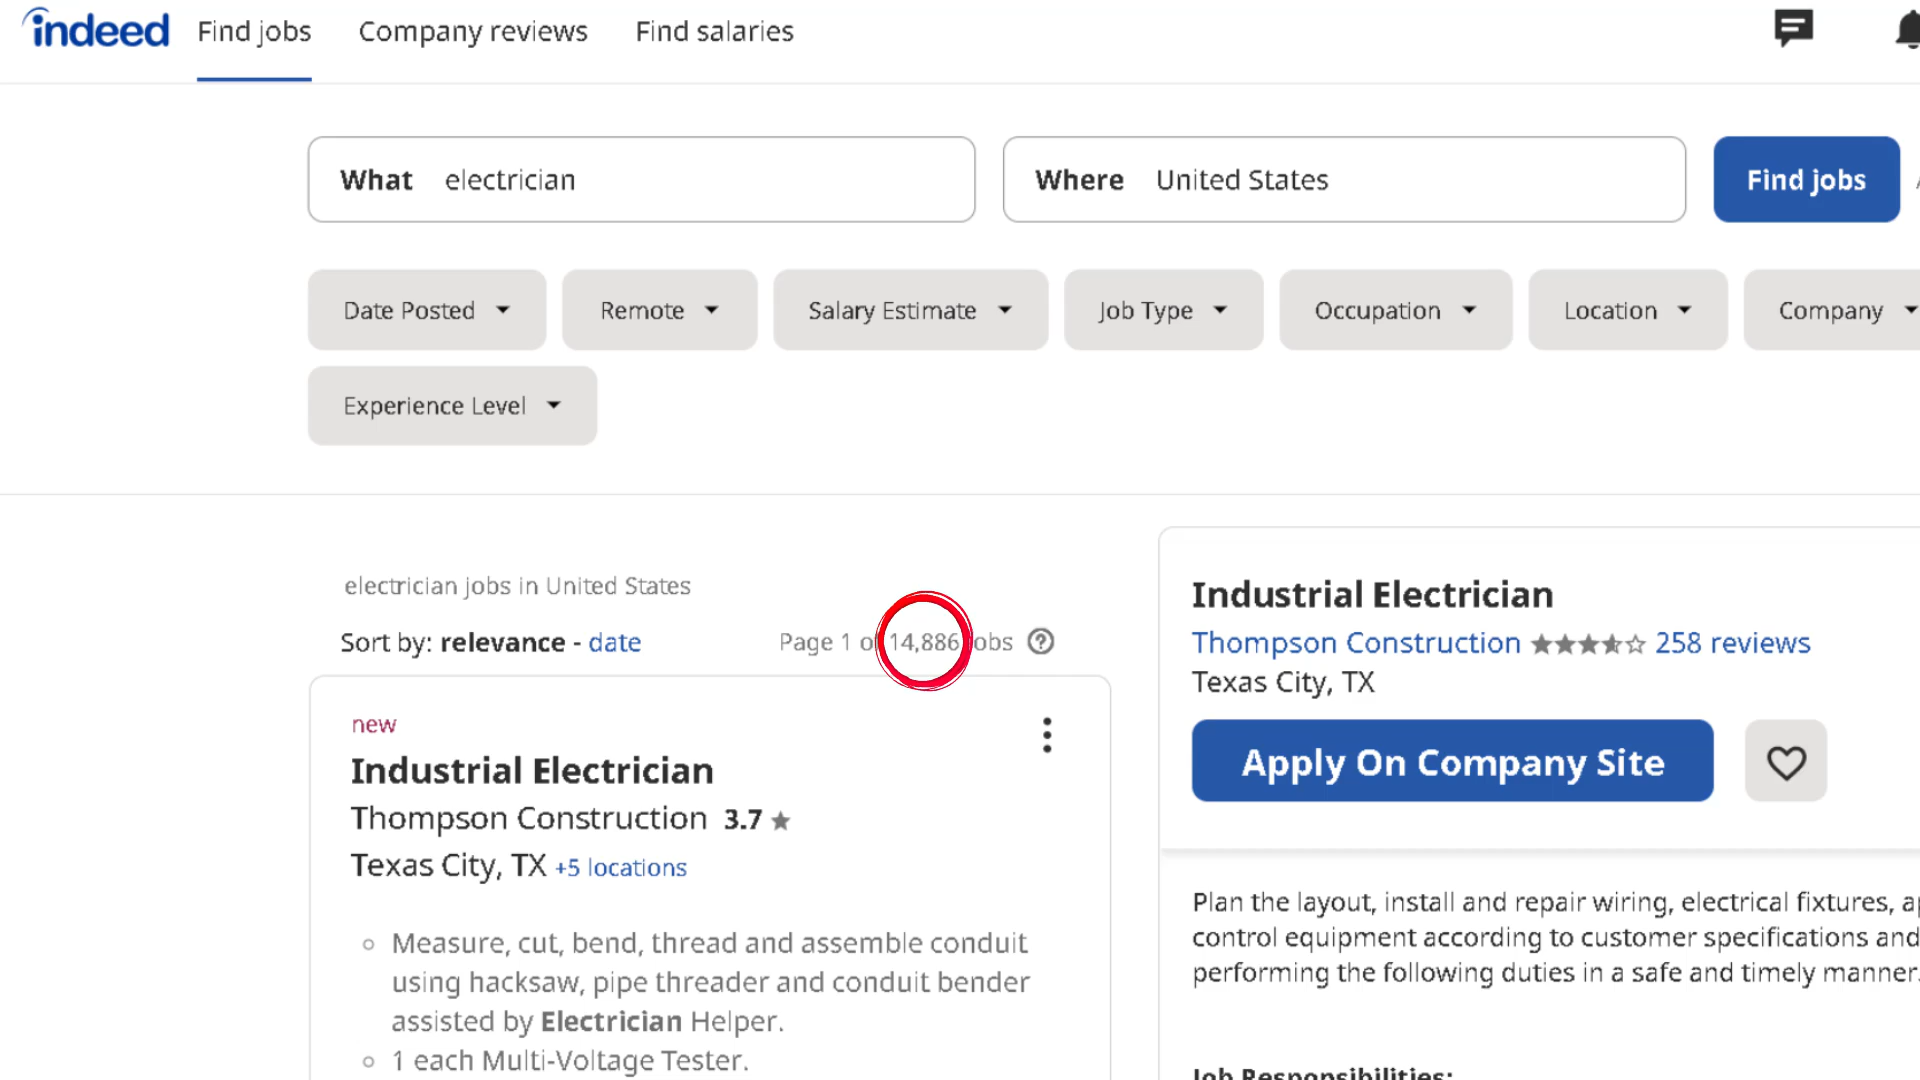 indeed Find jobs Company reviews Find salaries
What electrician Where United States Find jobs
Date Posted Remote Salary Estimate Job Type Occupation Location Company
Experience Level
electrician jobs in United States
Sort by: relevance - date Page 1 of 14,886 jobs ?
new
Industrial Electrician
Thompson Construction 3.7
Texas City, TX +5 locations
Measure, cut, bend, thread and assemble conduit
using hacksaw, pipe threader and conduit bender
assisted by Electrician Helper.
1 each Multi-Voltage Tester.
Industrial Electrician
Thompson Construction 258 reviews
Texas City, TX
Apply On Company Site
Plan the layout, install and repair wiring, electrical fixtures,
control equipment according to customer specifications and
performing the following duties in a safe and timely manner.
Job Responsibilities: